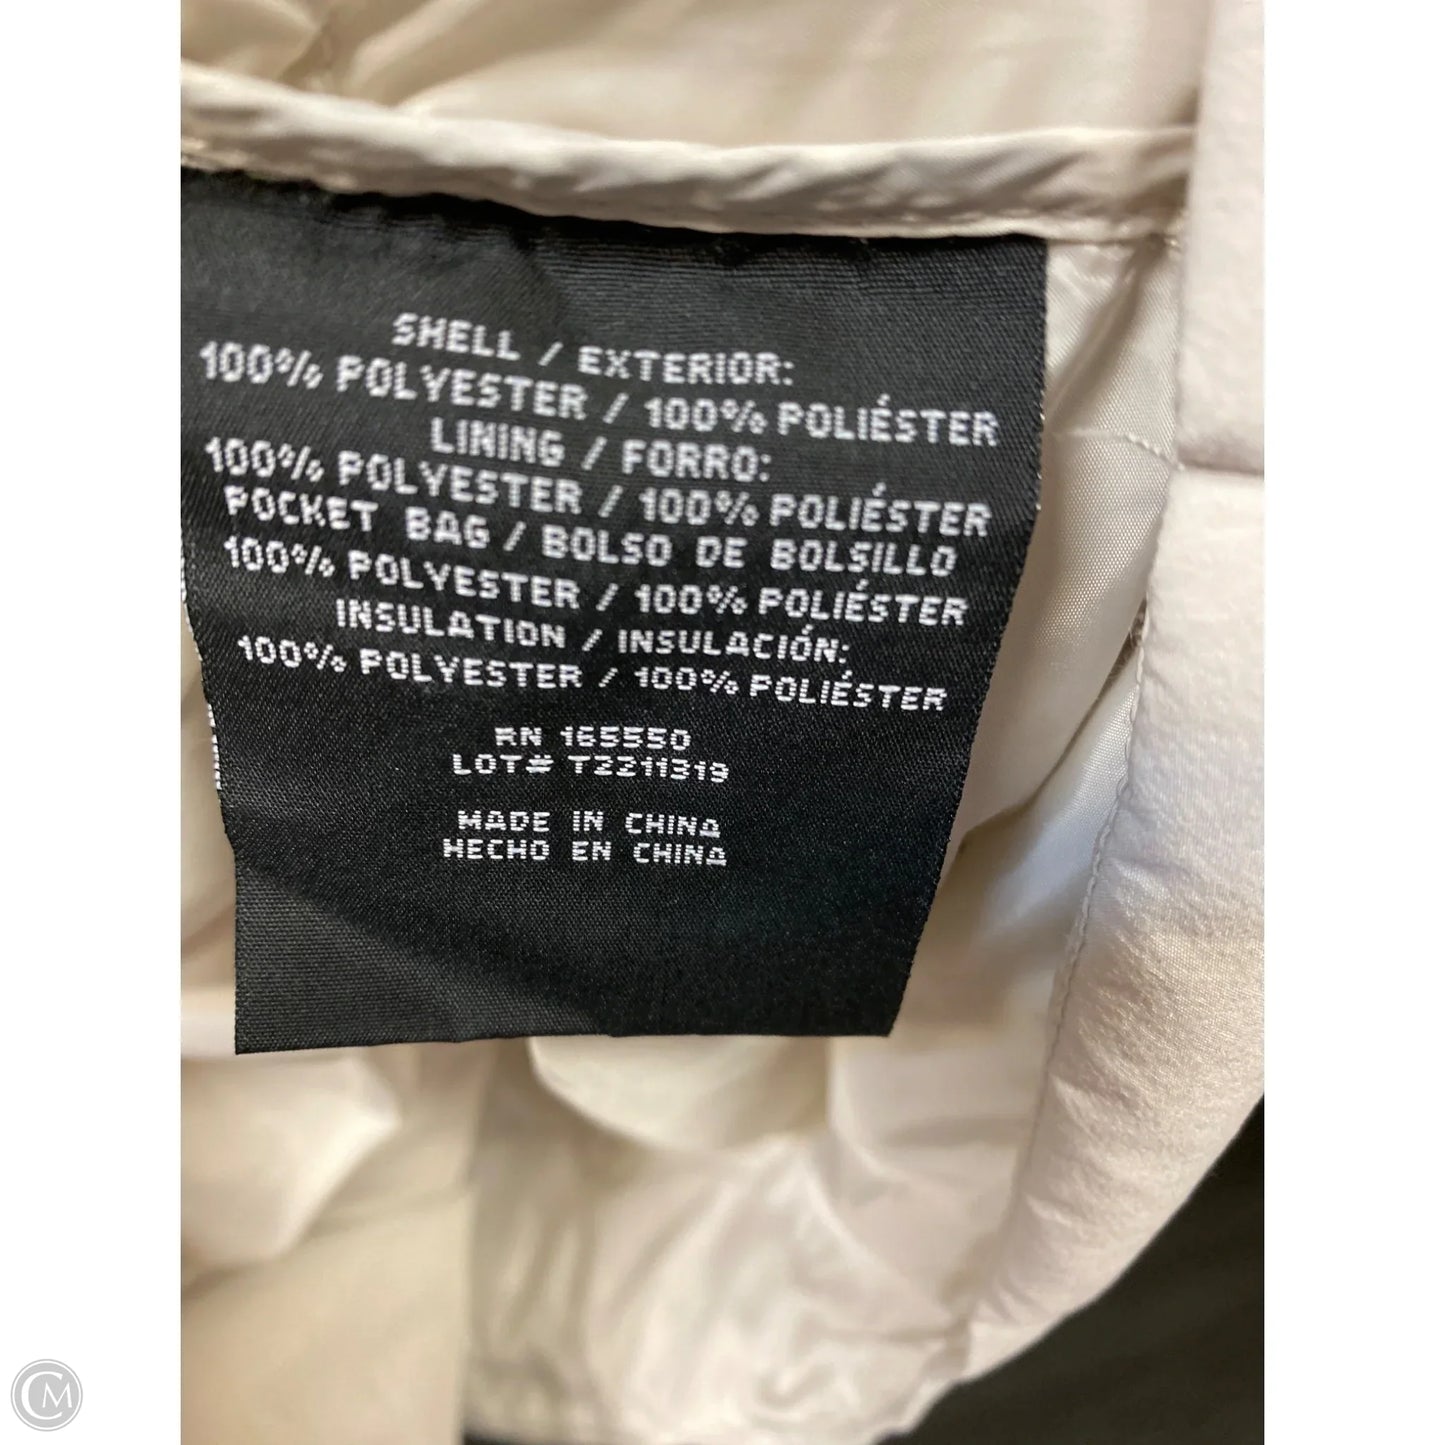 SHELL / EXTERIOR:
100% POLYESTER / 100% POLIÉSTER
LINING / FORRO:
100% POLYESTER / 100% POLIÉSTER
POCKET BAG / BOLSO DE BOLSILLO
100% POLYESTER / 100% POLIÉSTER
INSULATION / INSULACIÓN:
100% POLYESTER / 100% POLIÉSTER
RN 165550
LOT# T2211319
MADE IN CHINA
HECHO EN CHINA
CM